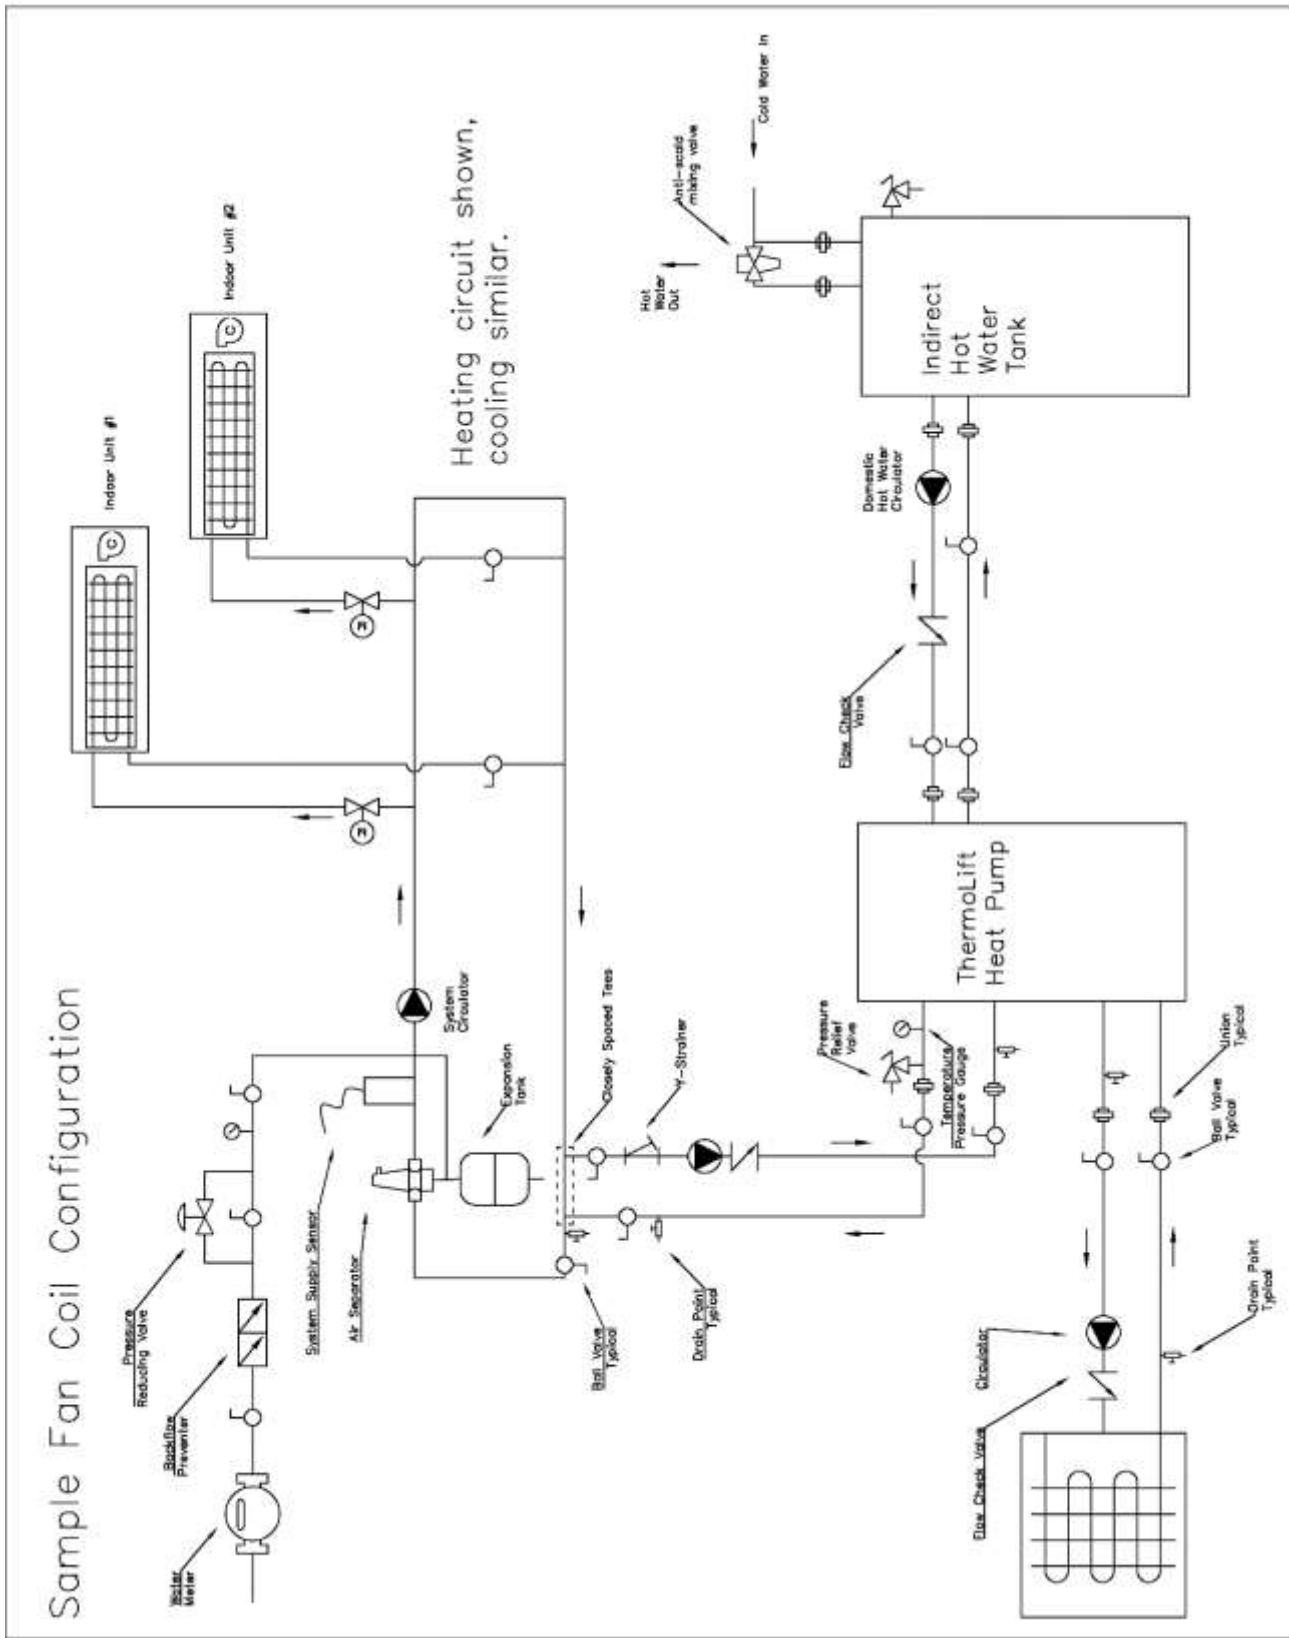 Sample Fan Coil Configuration
Water
Meter
Backflow
Preventer
Pressure
Reducing Valve
System Supply Sensor
Air Separator
Expansion
Tank
System
Circulator
Indoor Unit #1
Indoor Unit #2
C
C
M
M
Heating circuit shown,
cooling similar.
Ball Valve
Typical
Drain Point
Typical
Closely Spaced Tees
Y-Strainer
Pressure
Relief
Valve
Temperature
Pressure Gauge
ThermoLift
Heat Pump
Flow Check
Valve
Domestic
Hot Water
Circulator
Hot
Water
Out
Anti-scald
mixing valve
Cold Water In
Indirect
Hot
Water
Tank
Flow Check Valve
Circulator
Union
Typical
Ball Valve
Typical
Drain Point
Typical